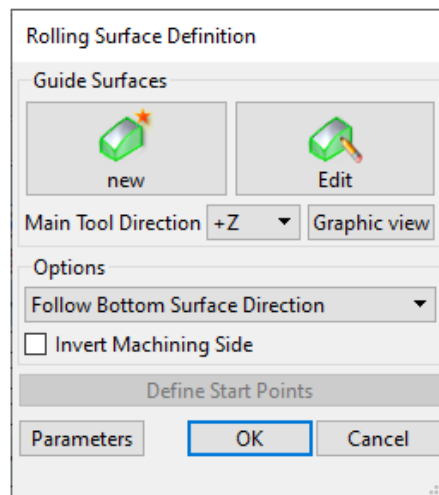 Rolling Surface Definition
Guide Surfaces
new Edit
Main Tool Direction +Z Graphic view
Options
Follow Bottom Surface Direction
Invert Machining Side
Define Start Points
Parameters OK Cancel